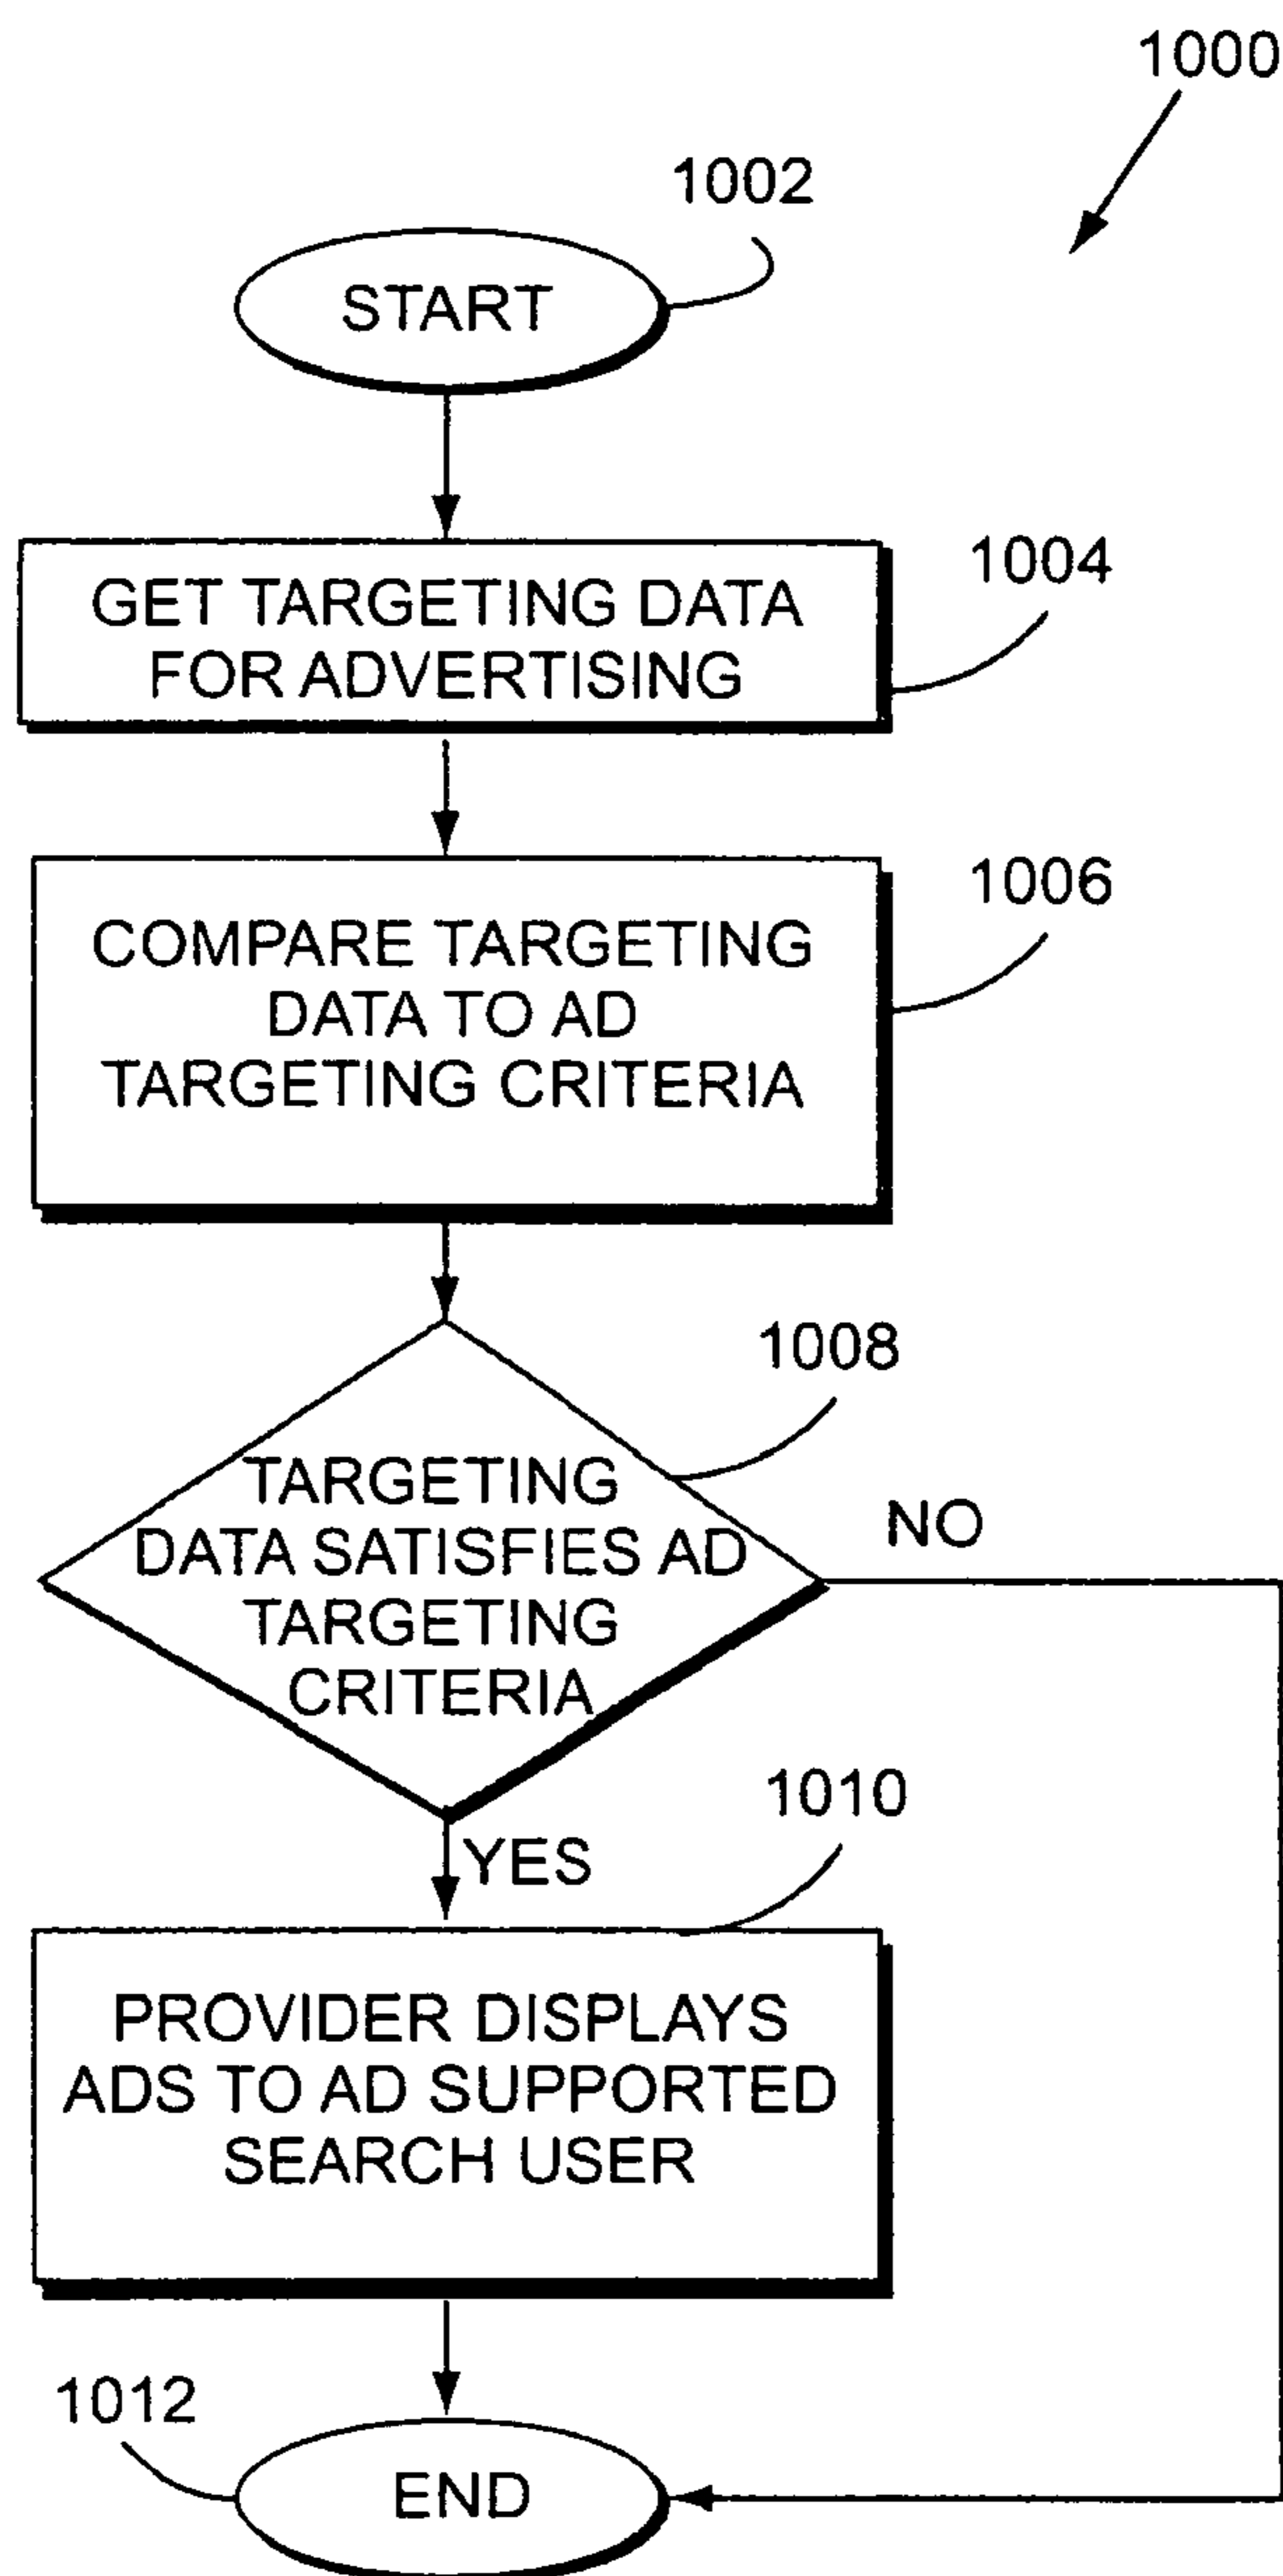 1000
1002
START
1004
GET TARGETING DATA
FOR ADVERTISING
1006
COMPARE TARGETING
DATA TO AD
TARGETING CRITERIA
1008
TARGETING
DATA SATISFIES AD
TARGETING
CRITERIA
NO
YES
1010
PROVIDER DISPLAYS
ADS TO AD SUPPORTED
SEARCH USER
1012
END